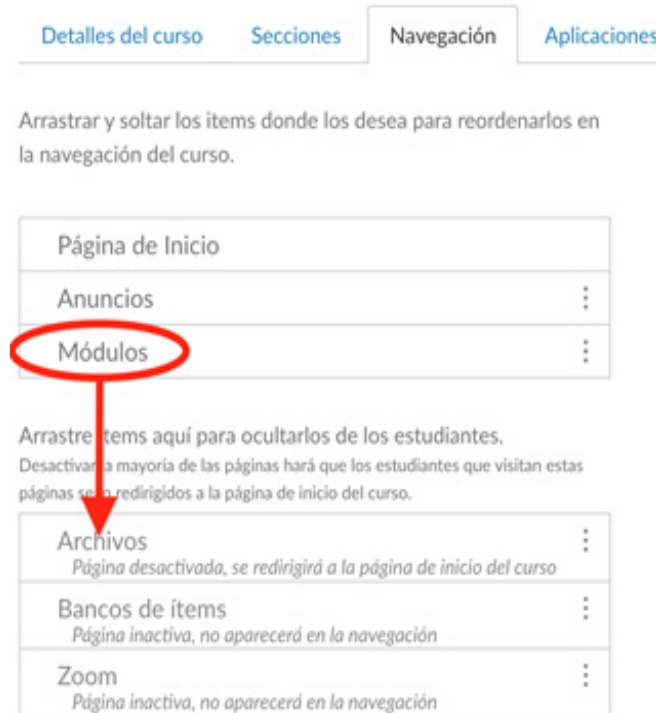 Detalles del curso Secciones Navegación Aplicaciones
Arrastrar y soltar los items donde los desea para reordenarlos en
la navegación del curso.
Página de Inicio
Anuncios
Módulos
Arrastre ítems aquí para ocultarlos de los estudiantes.
Desactivar la mayoría de las páginas hará que los estudiantes que visitan estas
páginas sean redirigidos a la página de inicio del curso.
Archivos
Página desactivada, se redirigirá a la página de inicio del curso
Bancos de ítems
Página inactiva, no aparecerá en la navegación
Zoom
Página inactiva, no aparecerá en la navegación